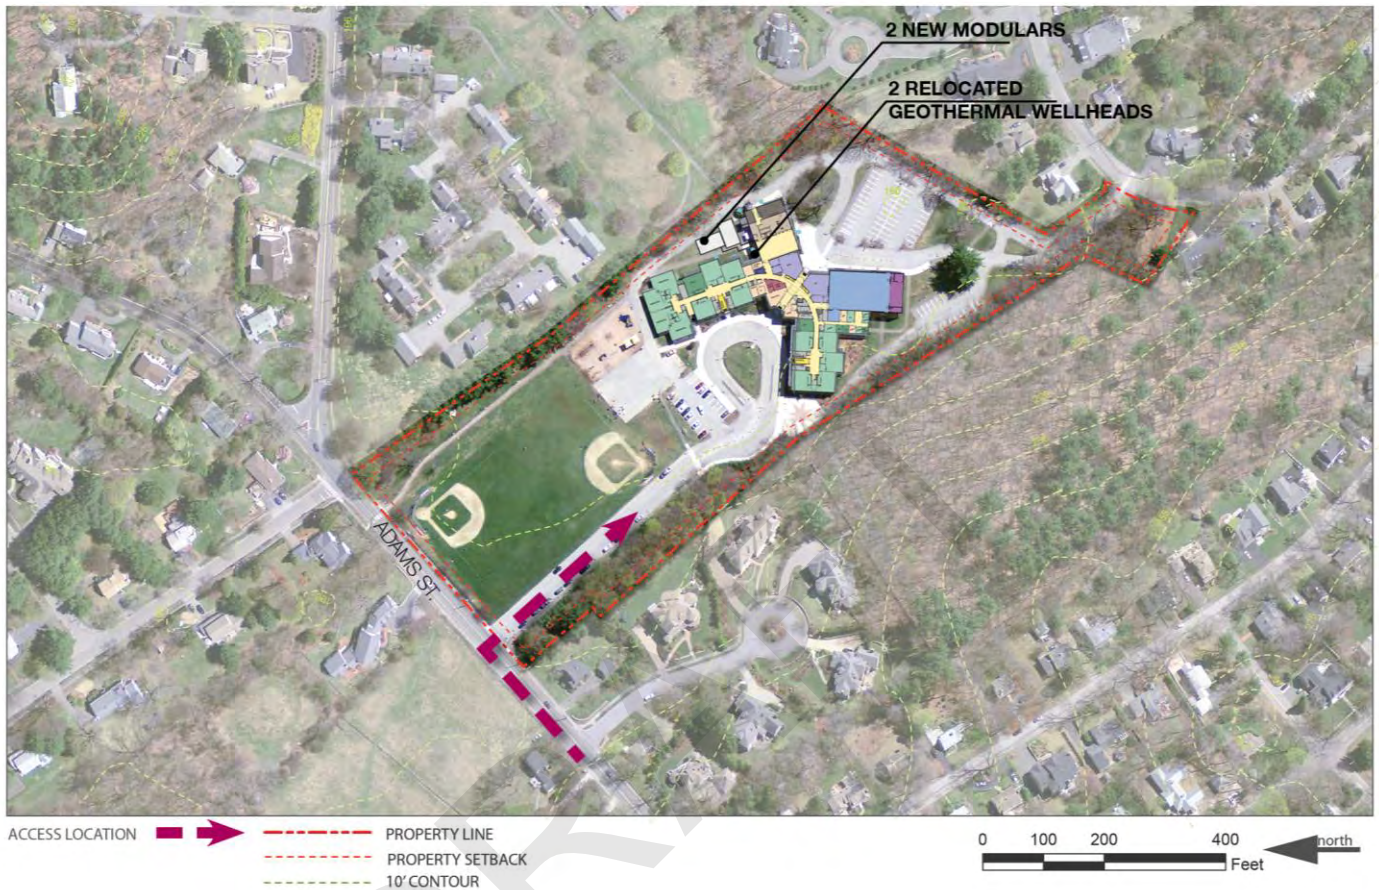 2 NEW MODULARS
2 RELOCATED
GEOTHERMAL WELLHEADS
ADAMS ST.
ACCESS LOCATION
PROPERTY LINE
PROPERTY SETBACK
10' CONTOUR
0 100 200 400
Feet
north